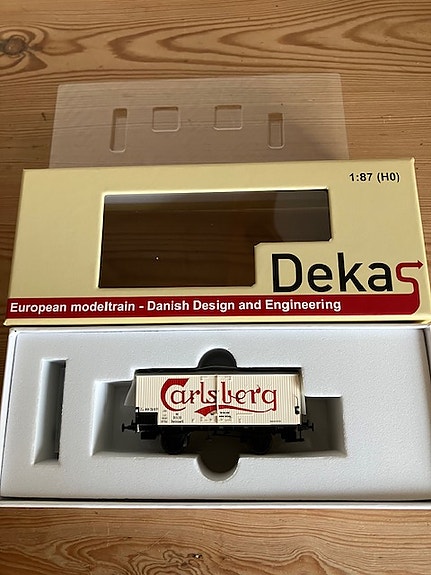 1:87 (H0)
Dekas
European modeltrain - Danish Design and Engineering
Carlsberg